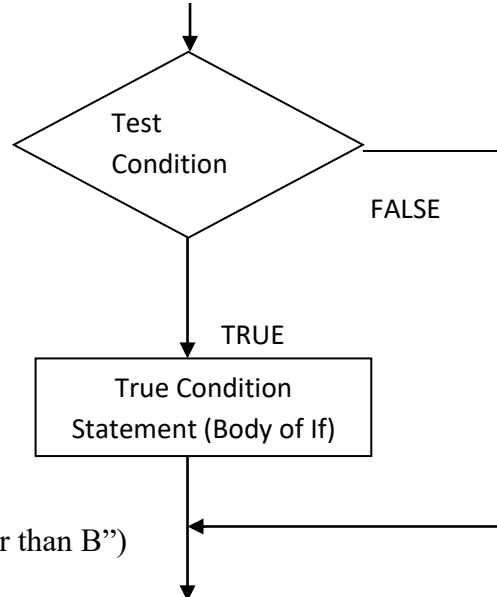 Test
Condition
FALSE
TRUE
True Condition
Statement (Body of If)
r than B”)